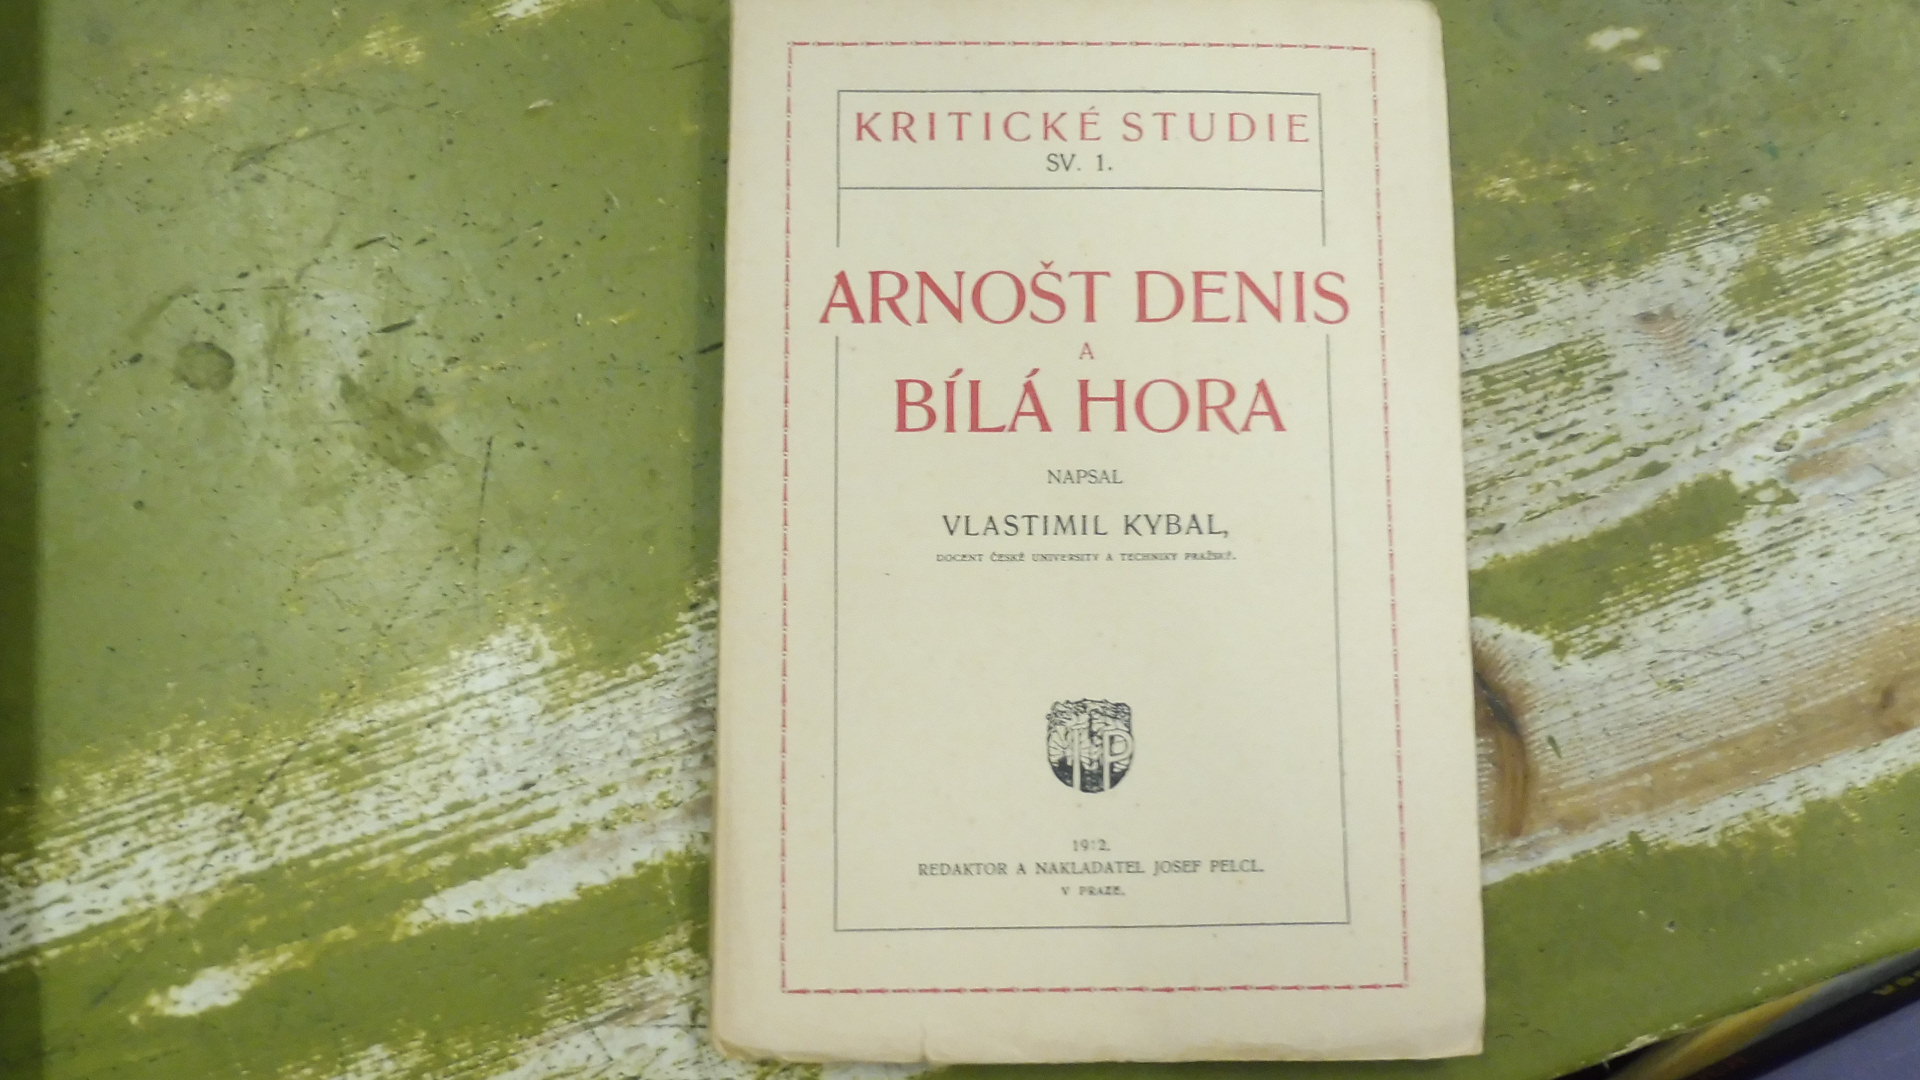 KRITICKÉ STUDIE
SV. 1.
ARNOŠT DENIS
A
BÍLÁ HORA
NAPSAL
VLASTIMIL KYBAL,
DOCENT ČESKÉ UNIVERSITY A TECHNIKY PRAŽSKÉ.
1912.
REDAKTOR A NAKLADATEL JOSEF PELCL.
V PRAZE.